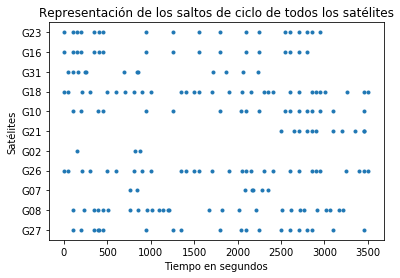 Representación de los saltos de ciclo de todos los satélites
G23
G16
G31
G18
G10
G21
G02
G26
G07
G08
G27
Satélites
0 500 1000 1500 2000 2500 3000 3500
Tiempo en segundos